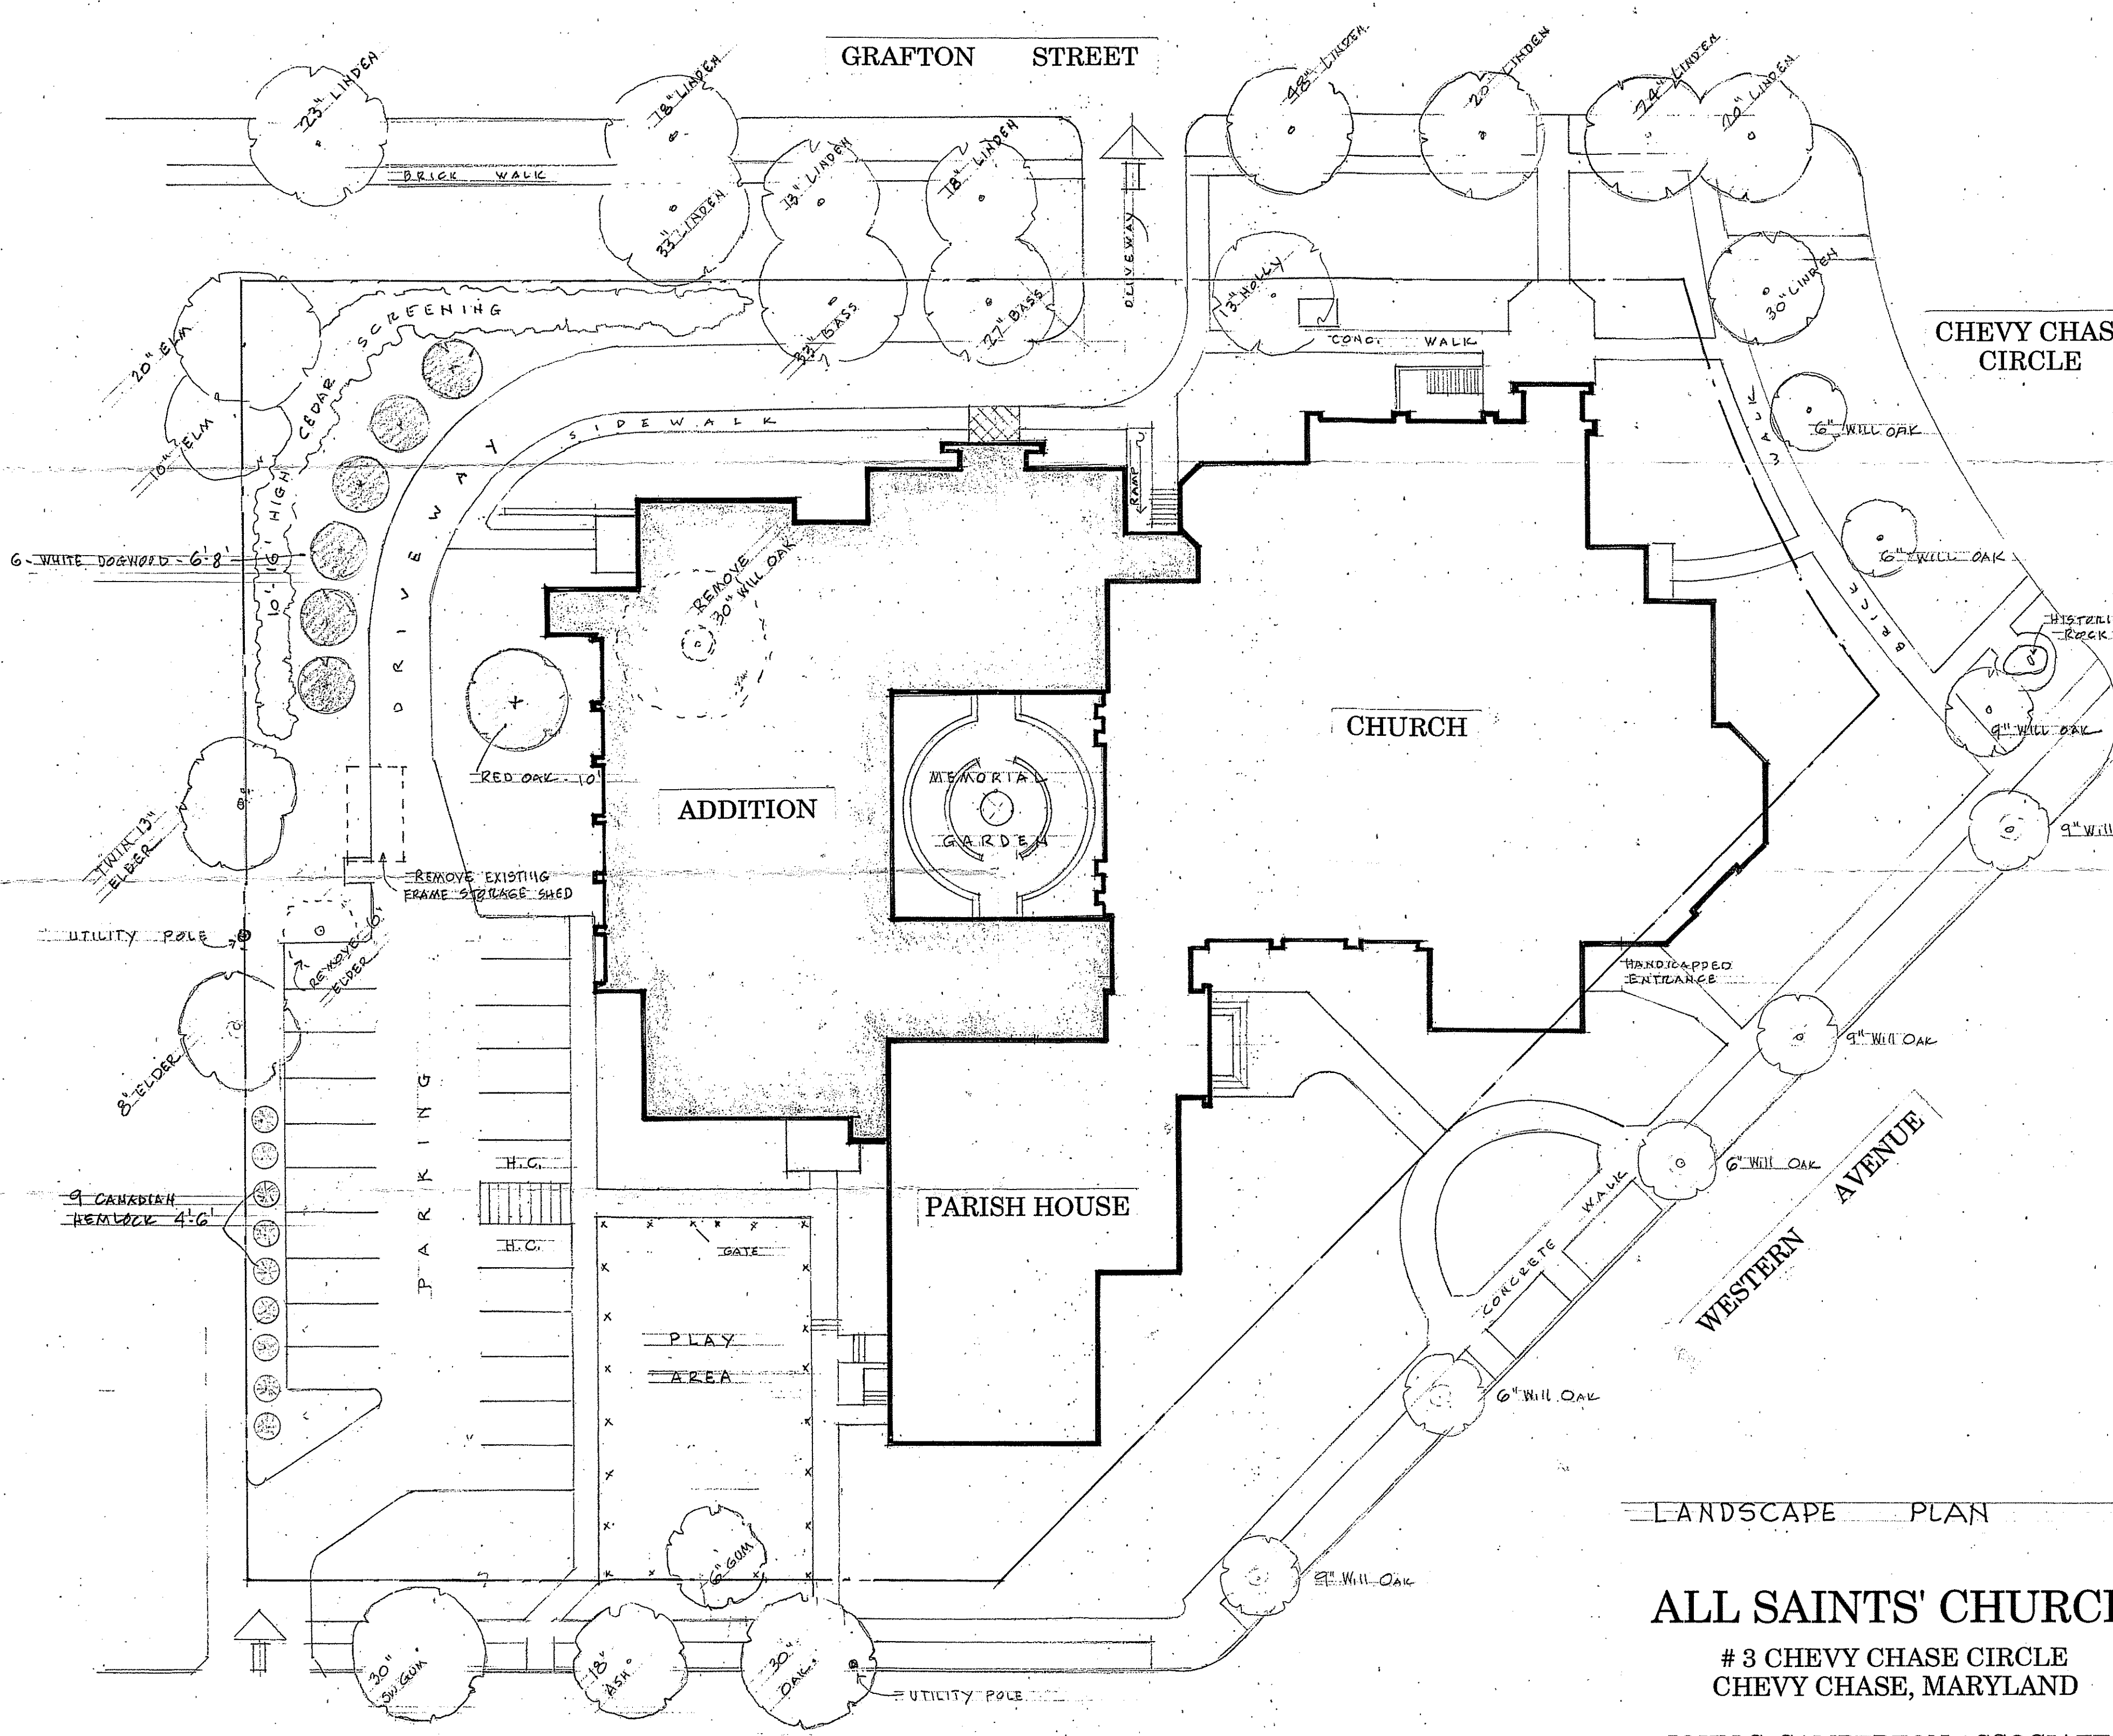 GRAFTON STREET
23" LINDEN
18" LINDEN
48" LINDEN
20" LINDEN
24" LINDEN
20" LINDEN
BRICK WALK
33" LINDEN
13" LINDEN
18" LINDEN
DRIVEWAY
13" HOLLY
30" LINDEN
CHEVY CHAS
CIRCLE
20" ELM
10" ELM
10'-16' HIGH CEDAR SCREENING
33" BASS
27" BASS
CONC. WALK
SIDEWALK
DRIVEWAY
RAMP
BRICK WALK
6" WILL OAK
6" WILL OAK
6 - WHITE DOGWOOD - 6'-8'
REMOVE
30" WILL OAK
HISTORI
ROCK
9" WILL OAK
CHURCH
RED OAK - 10'
ADDITION
MEMORIAL
GARDEN
TWIN 13"
ELDER
9" Will
REMOVE EXISTING
FRAME STORAGE SHED
UTILITY POLE
REMOVE
ELDER
HANDICAPPED
ENTRANCE
8" ELDER
9" Will OAK
PARKING
H.C.
H.C.
9 CANADIAN
HEMLOCK 4'-6'
PARISH HOUSE
GATE
6" Will OAK
CONCRETE WALK
WESTERN AVENUE
PLAY
AREA
6" Will OAK
6" GUM
9" Will OAK
LANDSCAPE PLAN
30"
SW. GUM
18"
ASH
30"
OAK
UTILITY POLE
ALL SAINTS' CHURCH
# 3 CHEVY CHASE CIRCLE
CHEVY CHASE, MARYLAND